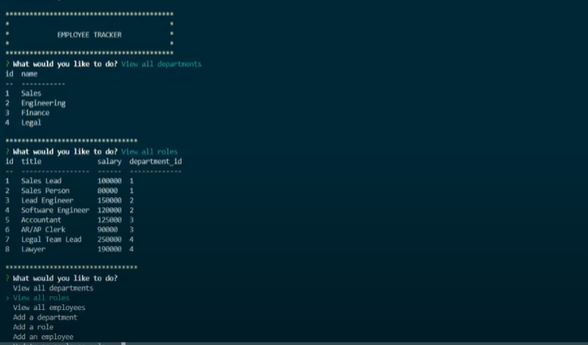 ******************************************
* *
* EMPLOYEE TRACKER *
* *
******************************************
? What would you like to do? View all departments
id name
-- -----------
1 Sales
2 Engineering
3 Finance
4 Legal
*********************************
? What would you like to do? View all roles
id title salary department_id
-- ----------------- ------ -------------
1 Sales Lead 100000 1
2 Sales Person 80000 1
3 Lead Engineer 150000 2
4 Software Engineer 120000 2
5 Accountant 125000 3
6 AR/AP Clerk 90000 3
7 Legal Team Lead 250000 4
8 Lawyer 190000 4
*********************************
? What would you like to do?
View all departments
> View all roles
View all employees
Add a department
Add a role
Add an employee